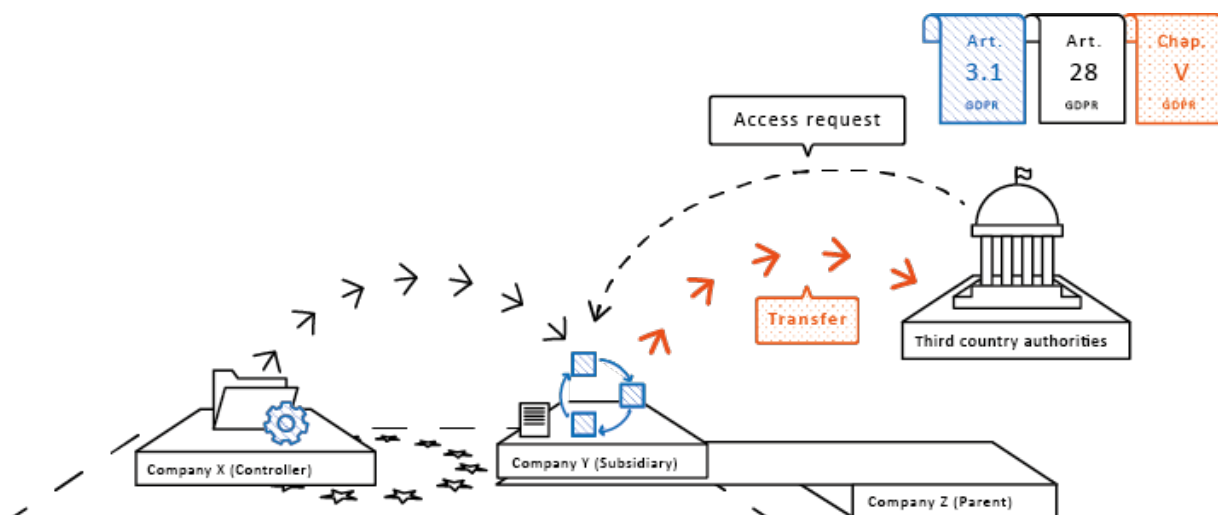 Art.
3.1
GDPR
Art.
28
GDPR
Chap.
V
GDPR
Access request
Transfer
Third country authorities
Company X (Controller)
Company Y (Subsidiary)
Company Z (Parent)